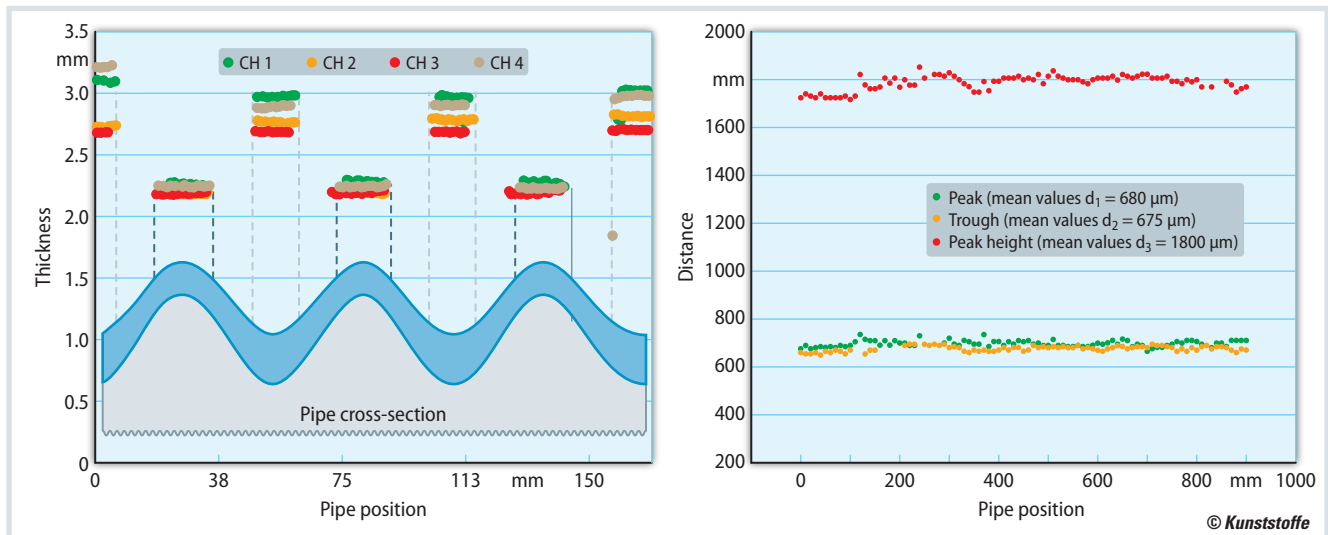 3.5
mm
3.0
2.5
2.0
1.5
1.0
0.5
0
Thickness
CH 1 CH 2 CH 3 CH 4
Pipe cross-section
0 38 75 113 mm 150
Pipe position
2000
mm
1800
1600
1400
1200
1000
800
600
400
200
Distance
Peak (mean values d₁ = 680 µm)
Trough (mean values d₂ = 675 µm)
Peak height (mean values d₃ = 1800 µm)
0 200 400 600 800 mm 1000
Pipe position
© Kunststoffe